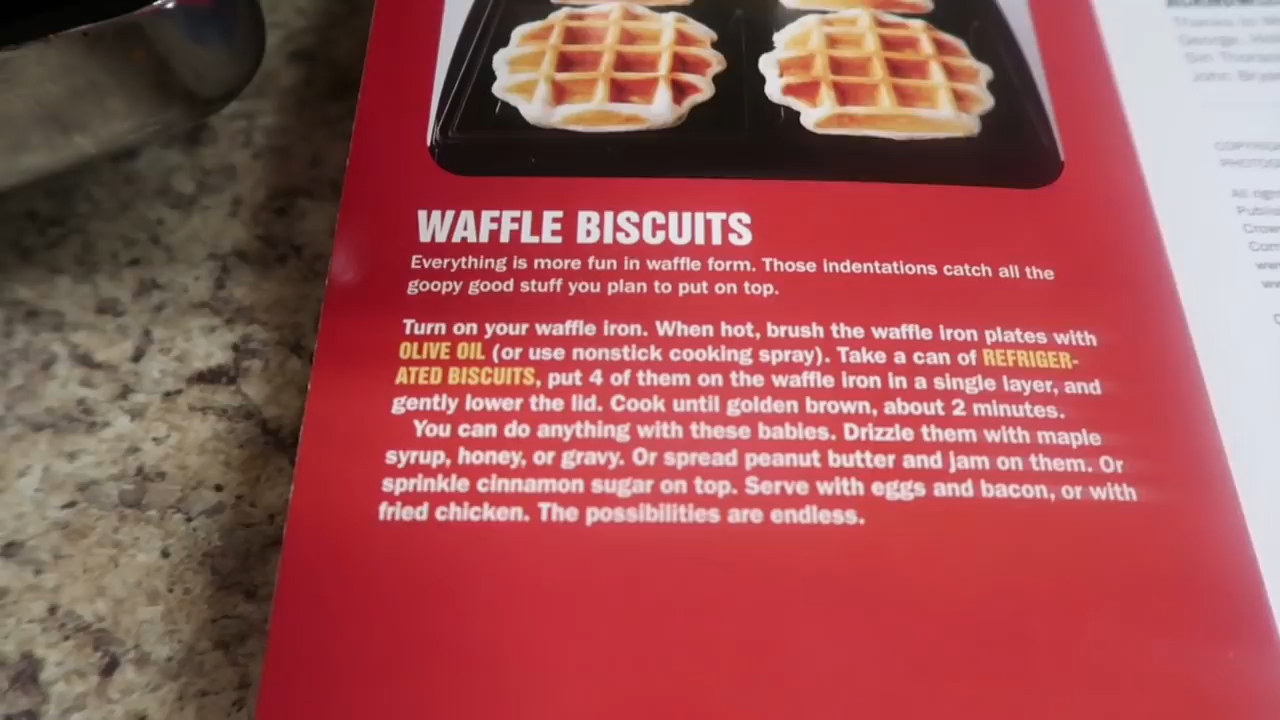 WAFFLE BISCUITS
Everything is more fun in waffle form. Those indentations catch all the
goopy good stuff you plan to put on top.
Turn on your waffle iron. When hot, brush the waffle iron plates with
OLIVE OIL (or use nonstick cooking spray). Take a can of REFRIGER-
ATED BISCUITS, put 4 of them on the waffle iron in a single layer, and
gently lower the lid. Cook until golden brown, about 2 minutes.
You can do anything with these babies. Drizzle them with maple
syrup, honey, or gravy. Or spread peanut butter and jam on them. Or
sprinkle cinnamon sugar on top. Serve with eggs and bacon, or with
fried chicken. The possibilities are endless.
Thanks to
George,
John
All